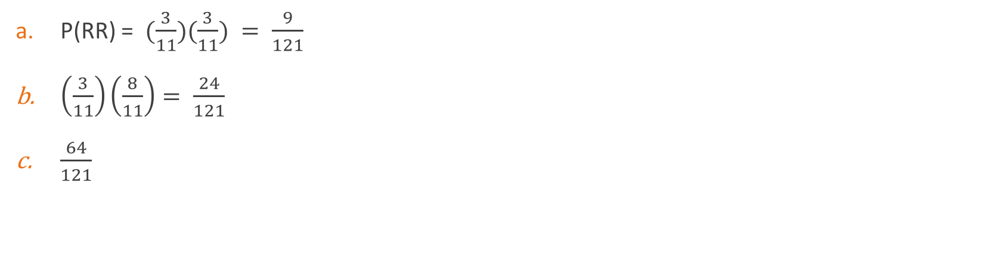 a. P(RR) = (3/11)(3/11) = 9/121
b. (3/11)(8/11) = 24/121
c. 64/121